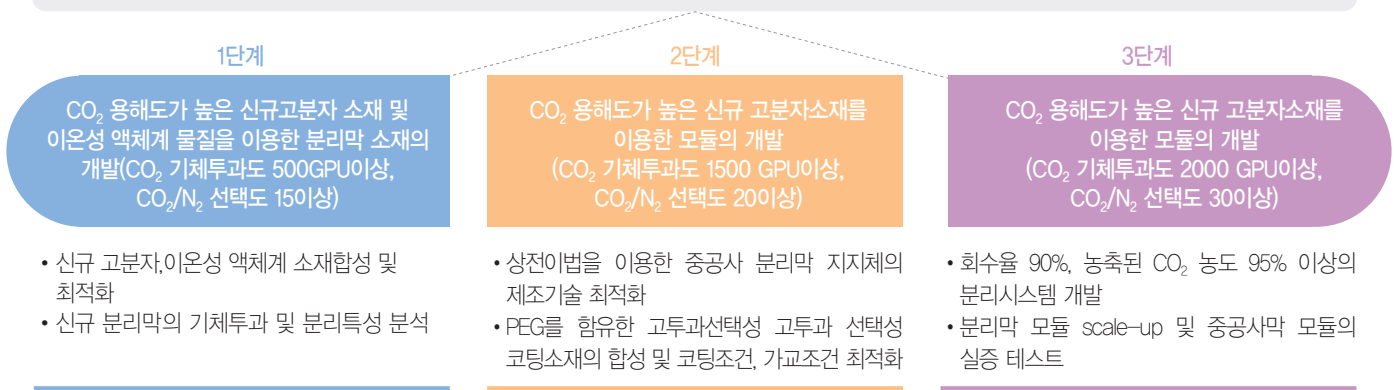 1단계
CO₂ 용해도가 높은 신규고분자 소재 및
이온성 액체계 물질을 이용한 분리막 소재의
개발(CO₂ 기체투과도 500GPU이상,
CO₂/N₂ 선택도 15이상)
• 신규 고분자,이온성 액체계 소재합성 및
최적화
• 신규 분리막의 기체투과 및 분리특성 분석
2단계
CO₂ 용해도가 높은 신규 고분자소재를
이용한 모듈의 개발
(CO₂ 기체투과도 1500 GPU이상,
CO₂/N₂ 선택도 20이상)
• 상전이법을 이용한 중공사 분리막 지지체의
제조기술 최적화
• PEG를 함유한 고투과선택성 고투과 선택성
코팅소재의 합성 및 코팅조건, 가교조건 최적화
3단계
CO₂ 용해도가 높은 신규 고분자소재를
이용한 모듈의 개발
(CO₂ 기체투과도 2000 GPU이상,
CO₂/N₂ 선택도 30이상)
• 회수율 90%, 농축된 CO₂ 농도 95% 이상의
분리시스템 개발
• 분리막 모듈 scale-up 및 중공사막 모듈의
실증 테스트